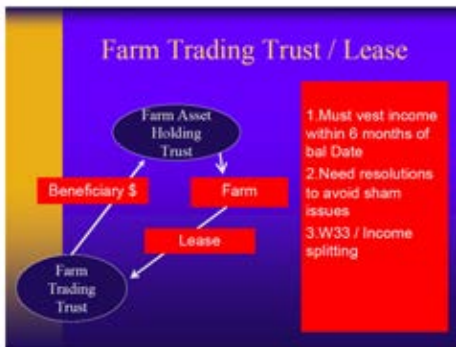 Farm Trading Trust / Lease
Farm Asset
Holding
Trust
Beneficiary $
Farm
Lease
Farm
Trading
Trust
1.Must vest income
within 6 months of
bal Date
2.Need resolutions
to avoid sham
issues
3.W33 / Income
splitting